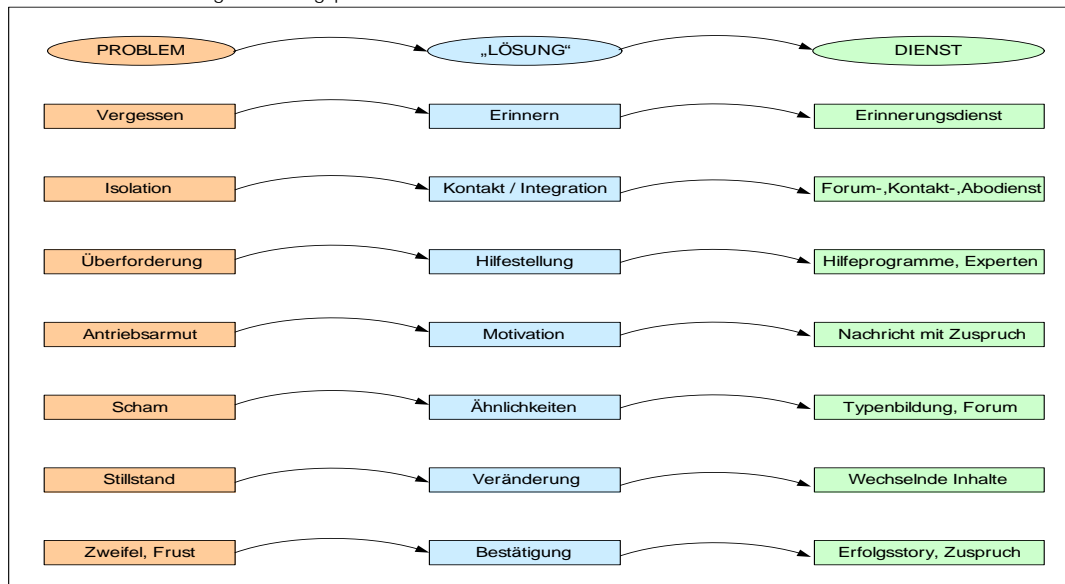 PROBLEM „LÖSUNG“ DIENST
Vergessen Erinnern Erinnerungsdienst
Isolation Kontakt / Integration Forum-,Kontakt-,Abodienst
Überforderung Hilfestellung Hilfeprogramme, Experten
Antriebsarmut Motivation Nachricht mit Zuspruch
Scham Ähnlichkeiten Typenbildung, Forum
Stillstand Veränderung Wechselnde Inhalte
Zweifel, Frust Bestätigung Erfolgsstory, Zuspruch